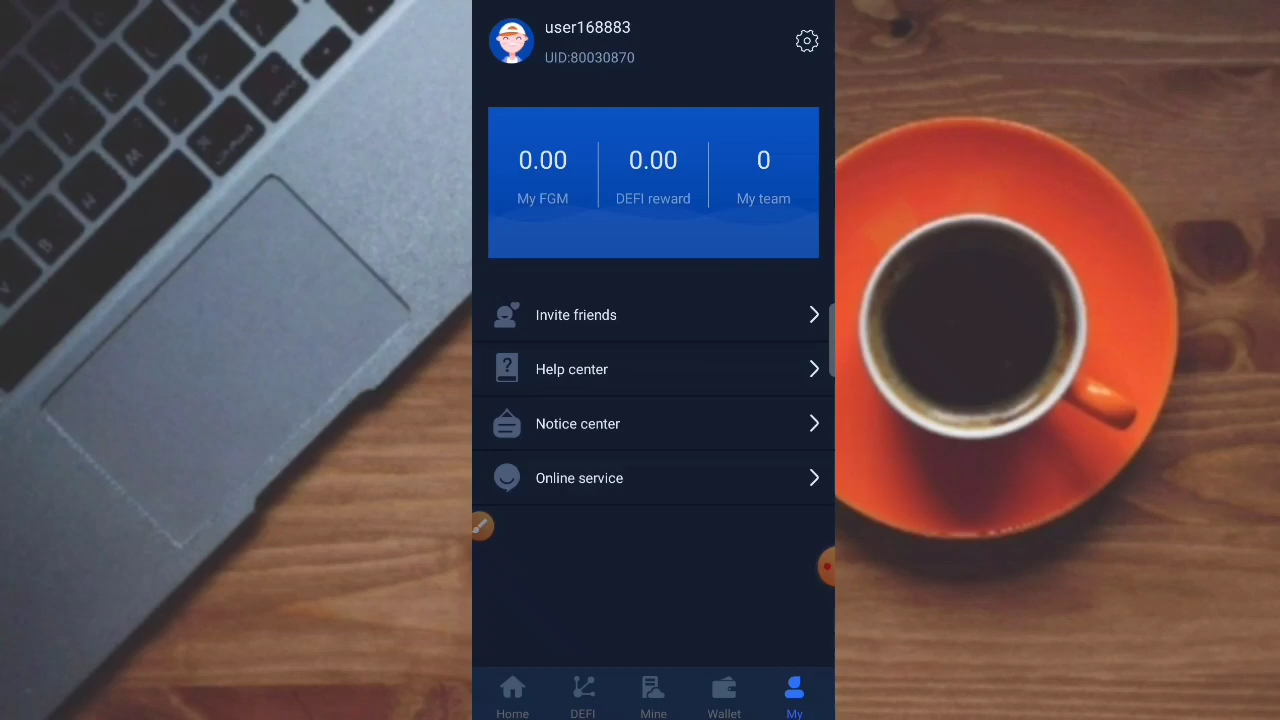 user168883
UID:80030870
0.00 0.00 0
My FGM DEFI reward My team
Invite friends
Help center
Notice center
Online service
Home DEFI Mine Wallet My